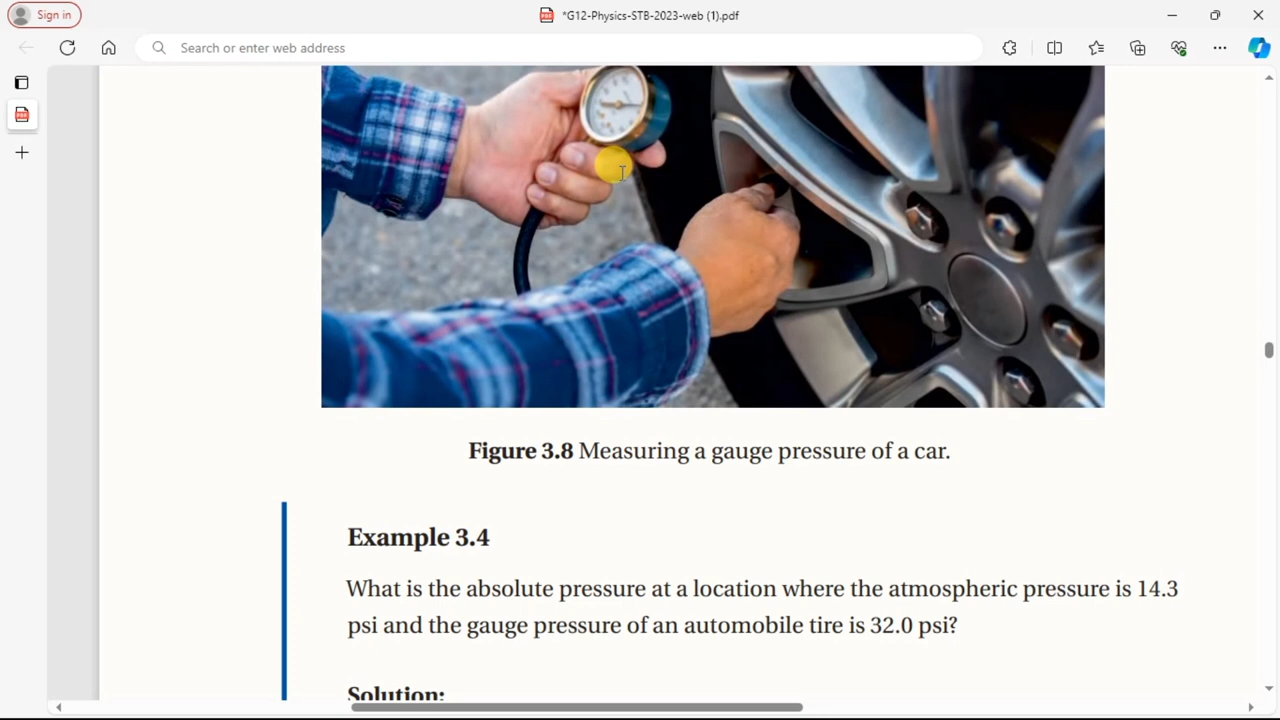 Sign in
*G12-Physics-STB-2023-web (1).pdf
Search or enter web address
Figure 3.8 Measuring a gauge pressure of a car.
Example 3.4
What is the absolute pressure at a location where the atmospheric pressure is 14.3
psi and the gauge pressure of an automobile tire is 32.0 psi?
Solution: